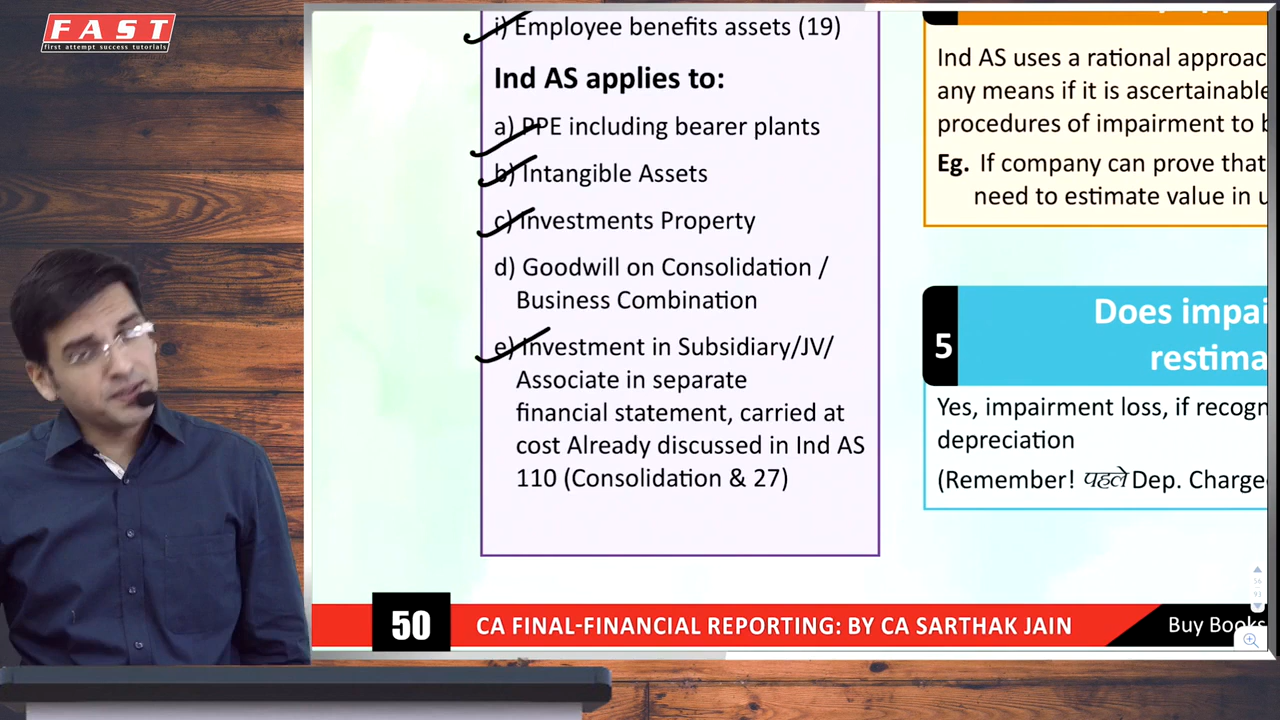 FAST
first attempt success tutorials
i) Employee benefits assets (19)
Ind AS applies to:
a) PPE including bearer plants
b) Intangible Assets
c) Investments Property
d) Goodwill on Consolidation /
Business Combination
e) Investment in Subsidiary/JV/
Associate in separate
financial statement, carried at
cost Already discussed in Ind AS
110 (Consolidation & 27)
Ind AS uses a rational approac
any means if it is ascertainable
procedures of impairment to b
Eg. If company can prove that
need to estimate value in u
5
Does impai
restima
Yes, impairment loss, if recogn
depreciation
(Remember! पहले Dep. Charge
56
93
50
CA FINAL-FINANCIAL REPORTING: BY CA SARTHAK JAIN
Buy Books